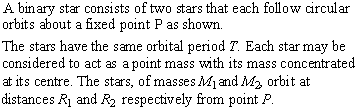 A binary star consists of two stars that each follow circular
orbits about a fixed point P as shown.
The stars have the same orbital period T. Each star may be
considered to act as a point mass with its mass concentrated
at its centre. The stars, of masses M1 and M2, orbit at
distances R1 and R2 respectively from point P.